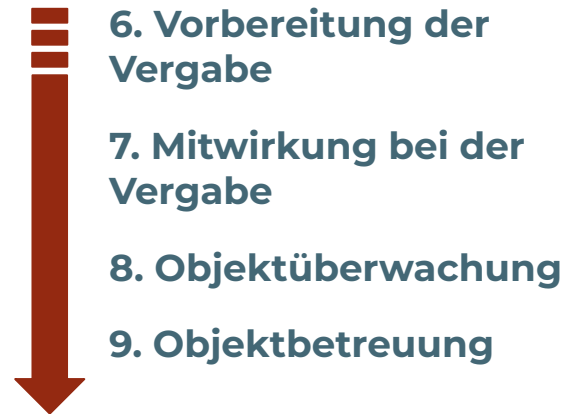 6. Vorbereitung der
Vergabe
7. Mitwirkung bei der
Vergabe
8. Objektüberwachung
9. Objektbetreuung